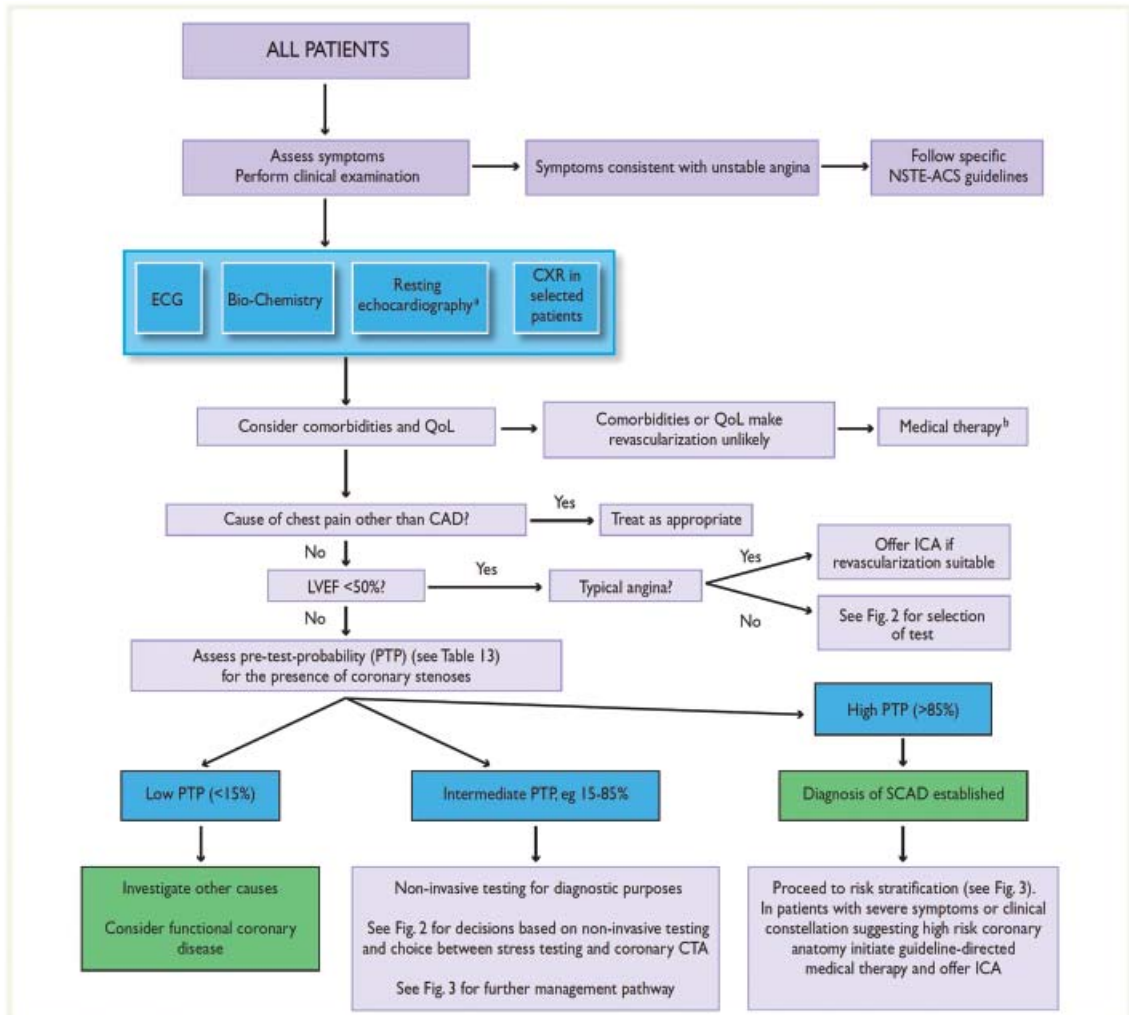 ALL PATIENTS
Assess symptoms
Perform clinical examination
Symptoms consistent with unstable angina
Follow specific
NSTE-ACS guidelines
ECG
Bio-Chemistry
Resting
echocardiographyᵃ
CXR in
selected
patients
Consider comorbidities and QoL
Comorbidities or QoL make
revascularization unlikely
Medical therapyᵇ
Cause of chest pain other than CAD?
Yes
Treat as appropriate
No
LVEF <50%?
Yes
Typical angina?
Yes
Offer ICA if
revascularization suitable
No
See Fig. 2 for selection
of test
No
Assess pre-test-probability (PTP) (see Table 13)
for the presence of coronary stenoses
High PTP (>85%)
Low PTP (<15%)
Intermediate PTP, eg 15-85%
Diagnosis of SCAD established
Investigate other causes
Consider functional coronary
disease
Non-invasive testing for diagnostic purposes
See Fig. 2 for decisions based on non-invasive testing
and choice between stress testing and coronary CTA
See Fig. 3 for further management pathway
Proceed to risk stratification (see Fig. 3).
In patients with severe symptoms or clinical
constellation suggesting high risk coronary
anatomy initiate guideline-directed
medical therapy and offer ICA